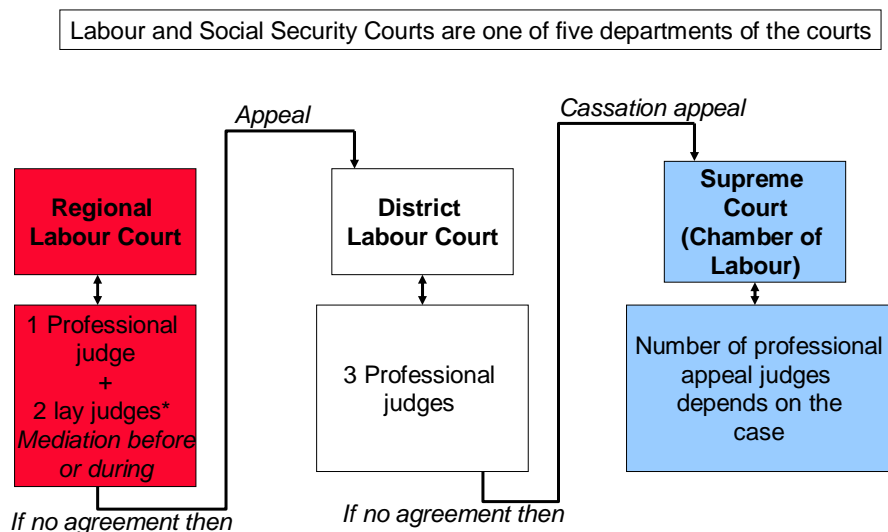 Labour and Social Security Courts are one of five departments of the courts
Appeal
Cassation appeal
Regional
Labour Court
District
Labour Court
Supreme
Court
(Chamber of
Labour)
1 Professional
judge
+
2 lay judges*
Mediation before
or during
3 Professional
judges
Number of professional
appeal judges
depends on the
case
If no agreement then
If no agreement then